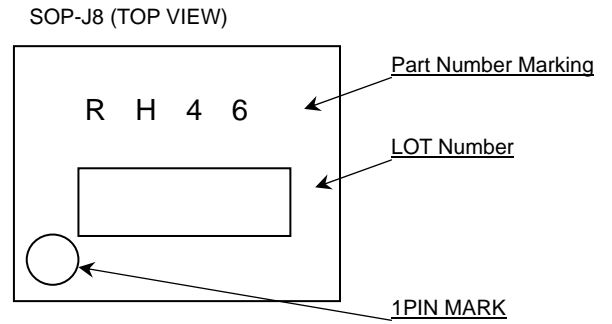 SOP-J8 (TOP VIEW)
Part Number Marking
R H 4 6
LOT Number
1PIN MARK